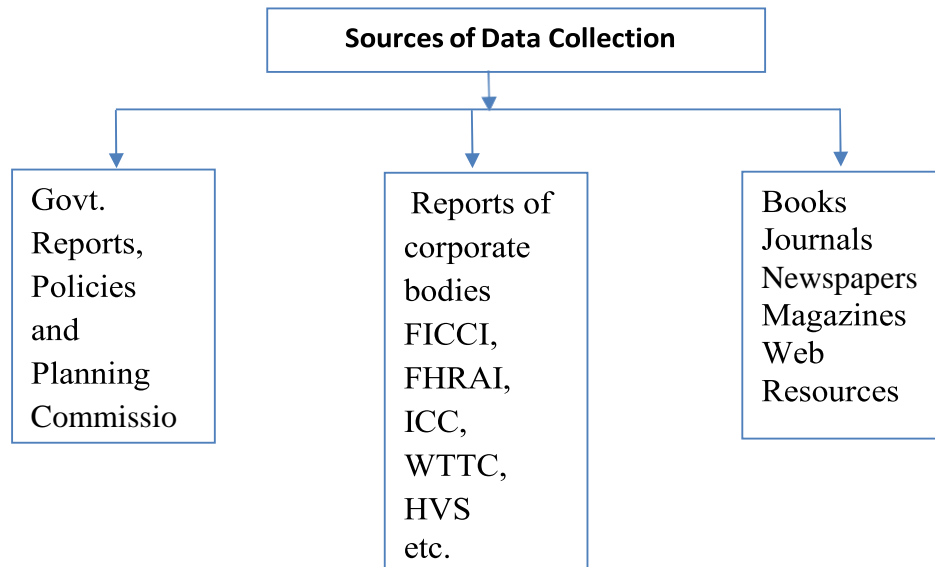 Sources of Data Collection
Govt.
Reports,
Policies
and
Planning
Commissio
Reports of
corporate
bodies
FICCI,
FHRAI,
ICC,
WTTC,
HVS
etc.
Books
Journals
Newspapers
Magazines
Web
Resources